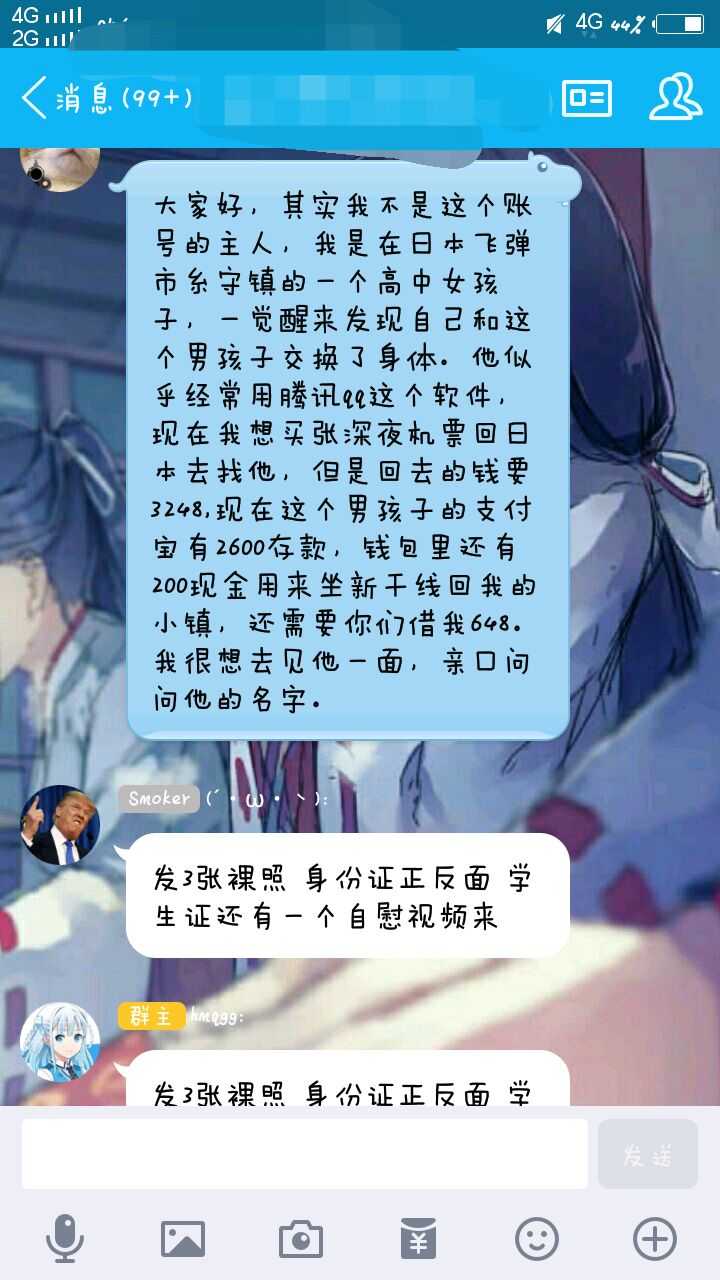 4G
2G
4G 44%
消息(99+)
大家好，其实我不是这个账
号的主人，我是在日本飞弹
市糸守镇的一个高中女孩
子，一觉醒来发现自己和这
个男孩子交换了身体。他似
乎经常用腾讯qq这个软件，
现在我想买张深夜机票回日
本去找他，但是回去的钱要
3248,现在这个男孩子的支付
宝有2600存款，钱包里还有
200现金用来坐新干线回我的
小镇，还需要你们借我648。
我很想去见他一面，亲口问
问他的名字。
Smoker (´・ω・丶):
发3张裸照 身份证正反面 学
生证还有一个自慰视频来
群主 hmqgg:
发3张裸照 身份证正反面 学
发送